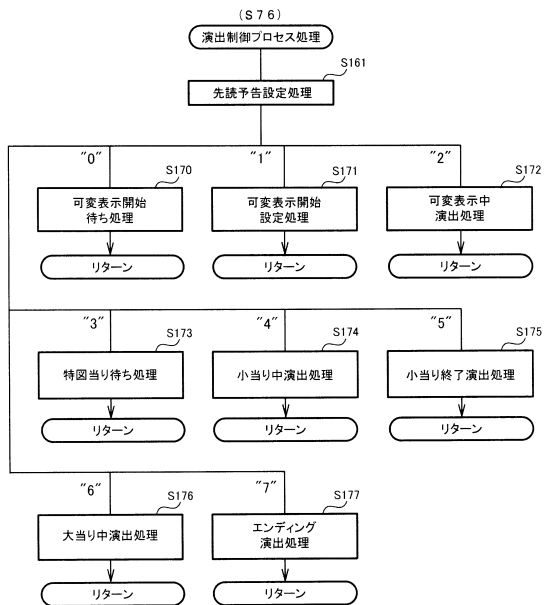 (S76)
演出制御プロセス処理
S161
先読予告設定処理
"0"
"1"
"2"
S170
S171
S172
可変表示開始
待ち処理
可変表示開始
設定処理
可変表示中
演出処理
リターン
リターン
リターン
"3"
"4"
"5"
S173
S174
S175
特図当り待ち処理
小当り中演出処理
小当り終了演出処理
リターン
リターン
リターン
"6"
"7"
S176
S177
大当り中演出処理
エンディング
演出処理
リターン
リターン